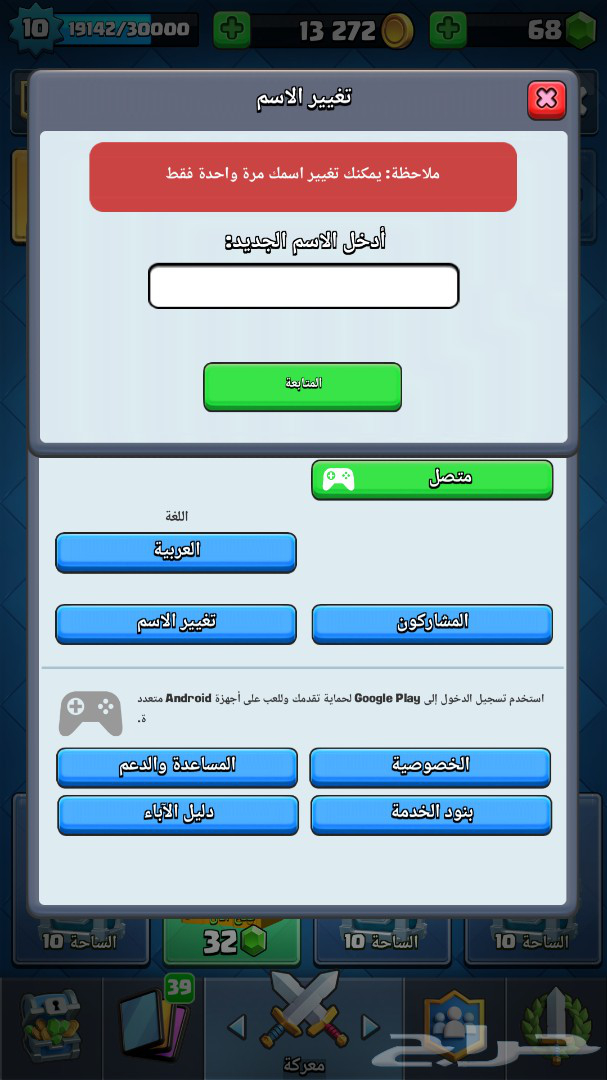 10 19142/30000 13 272 68
تغيير الاسم
ملاحظة: يمكنك تغيير اسمك مرة واحدة فقط
أدخل الاسم الجديد:
المتابعة
متصل
اللغة
العربية
المشاركون
تغيير الاسم
استخدم تسجيل الدخول إلى Google Play لحماية تقدمك وللعب على أجهزة Android متعدد
ة.
الخصوصية
المساعدة والدعم
بنود الخدمة
دليل الآباء
الساحة 10
32
الساحة 10
الساحة 10
39
معركة
حراج